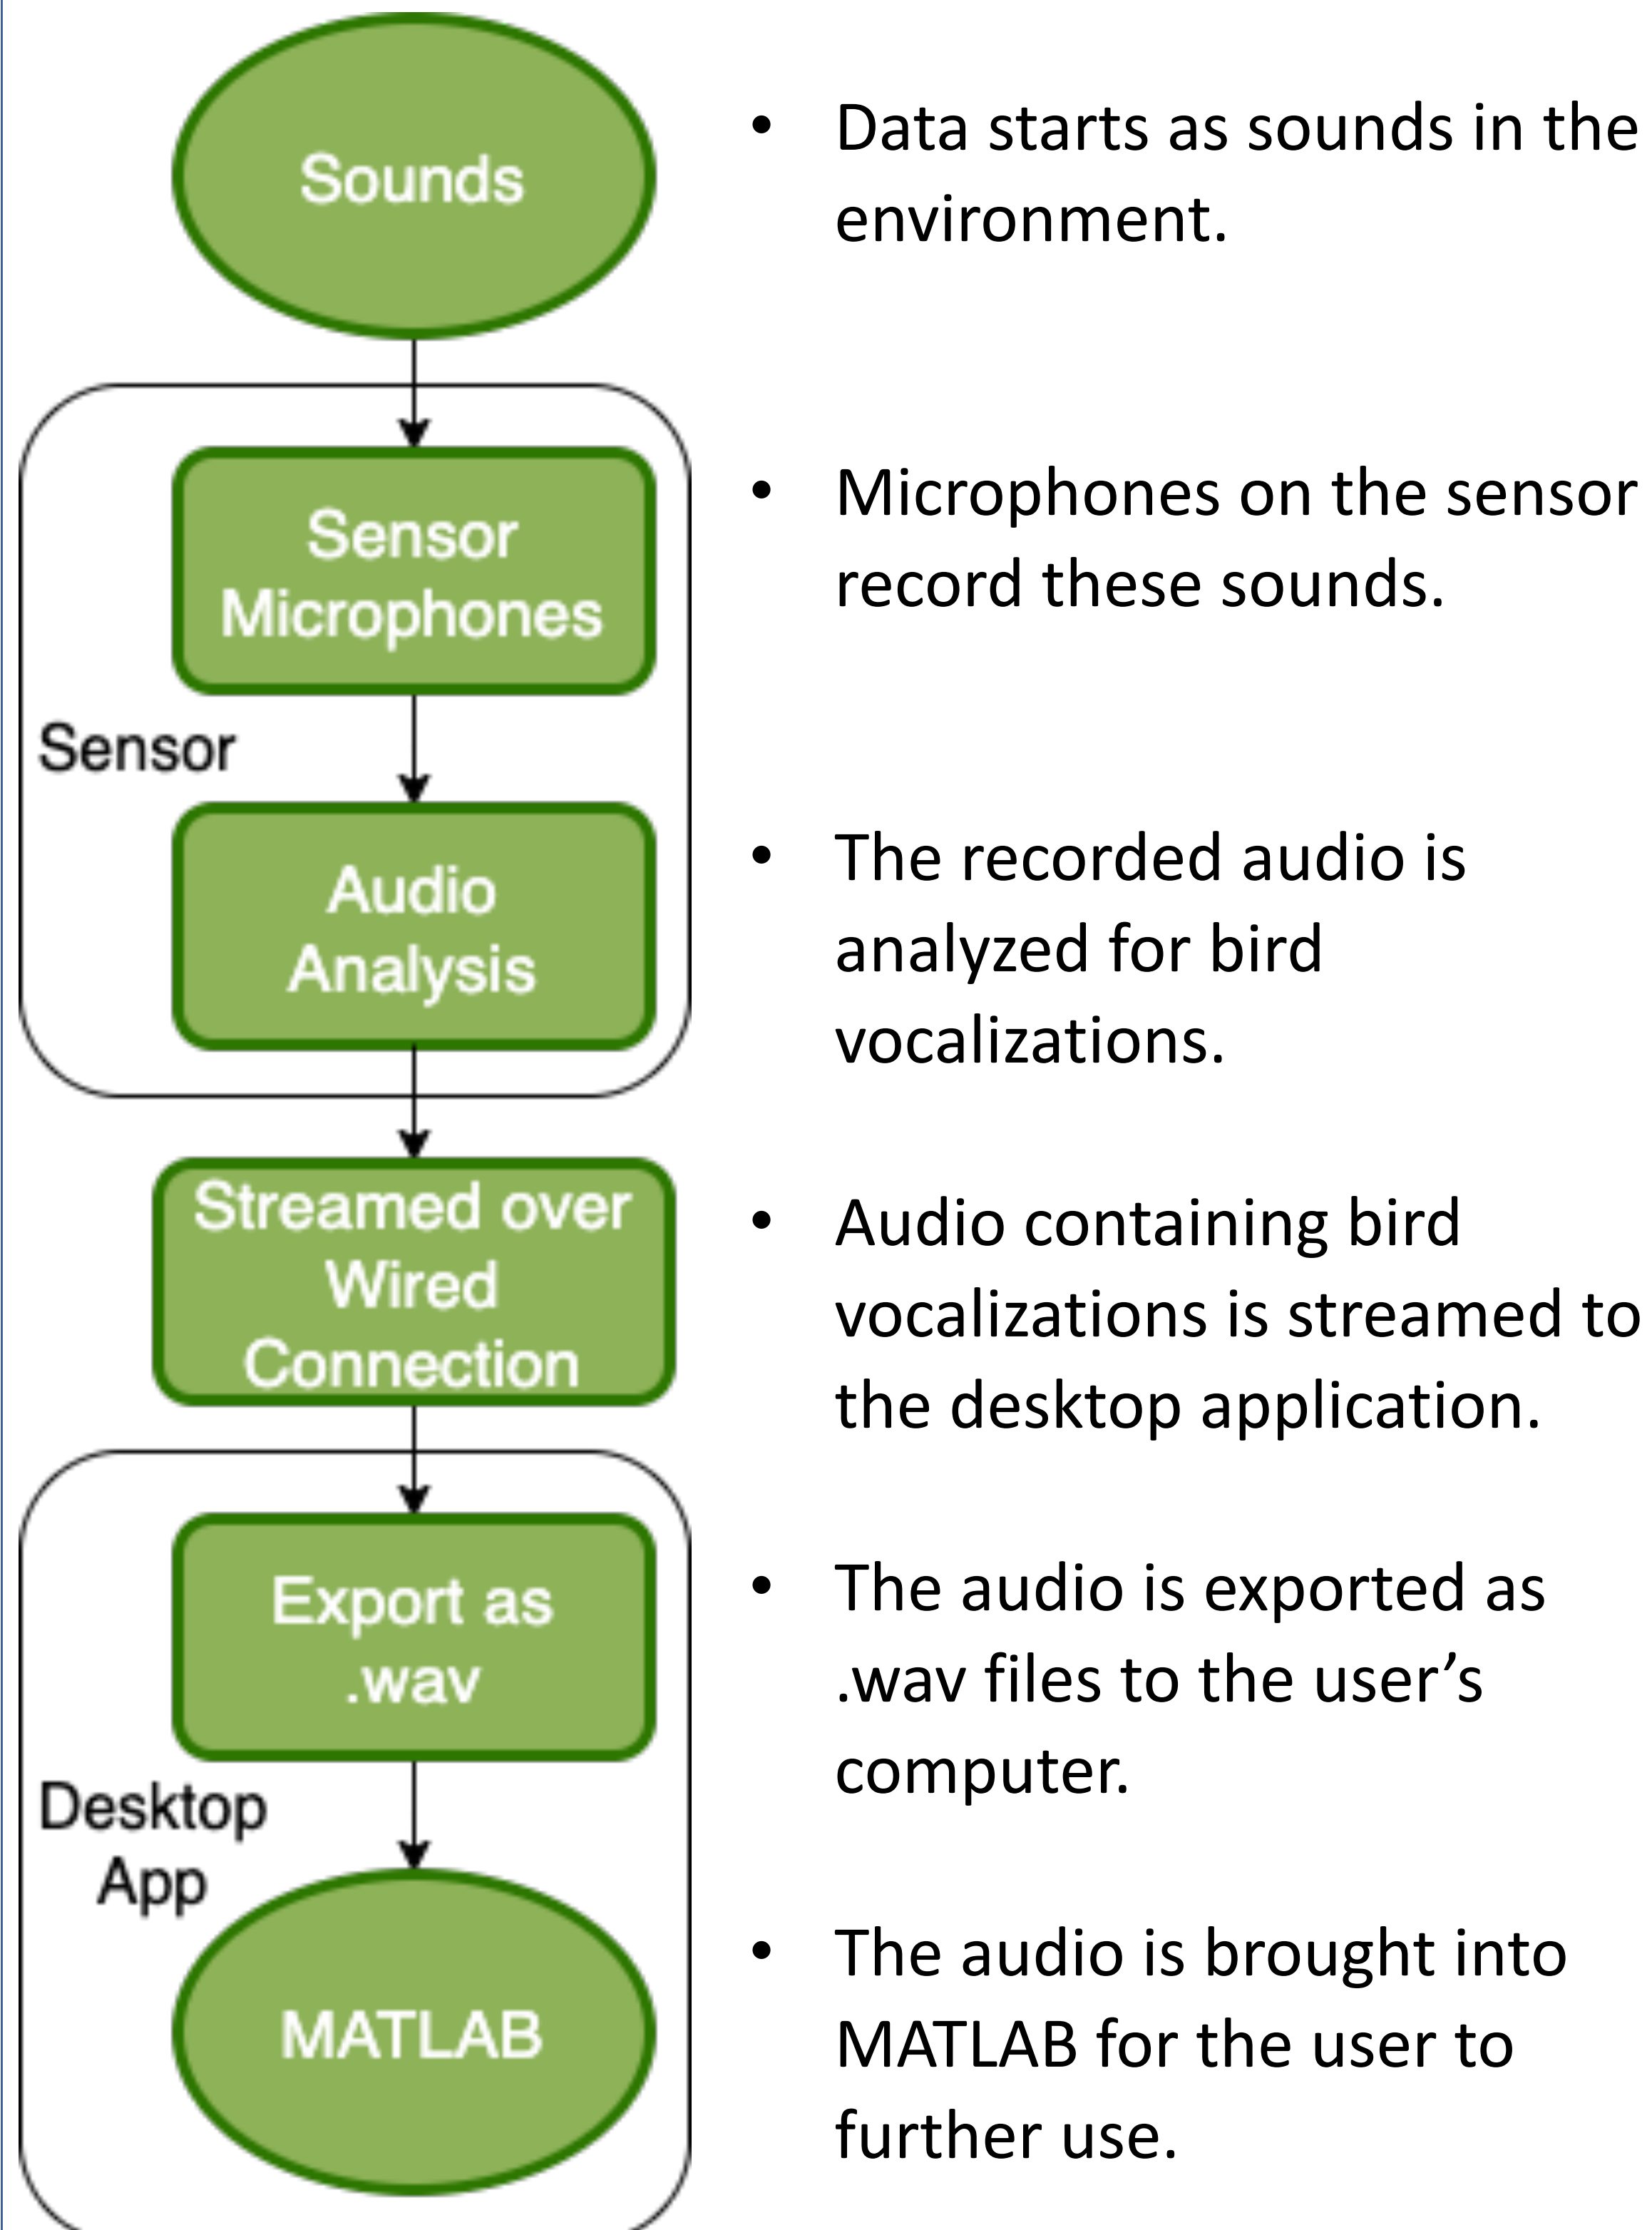 Sounds
• Data starts as sounds in the
environment.
Sensor
Microphones
• Microphones on the sensor
record these sounds.
Sensor
Audio
Analysis
• The recorded audio is
analyzed for bird
vocalizations.
Streamed over
Wired
Connection
• Audio containing bird
vocalizations is streamed to
the desktop application.
Export as
.wav
• The audio is exported as
.wav files to the user’s
computer.
Desktop
App
MATLAB
• The audio is brought into
MATLAB for the user to
further use.